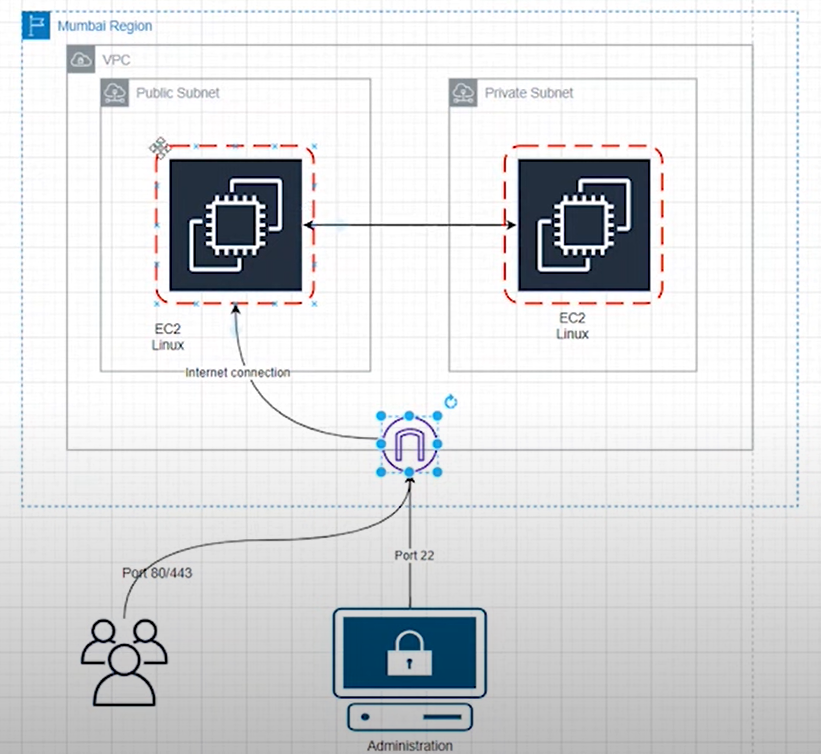 Mumbai Region
VPC
Public Subnet
Private Subnet
EC2
Linux
EC2
Linux
Internet connection
Port 22
Port 80/443
Administration